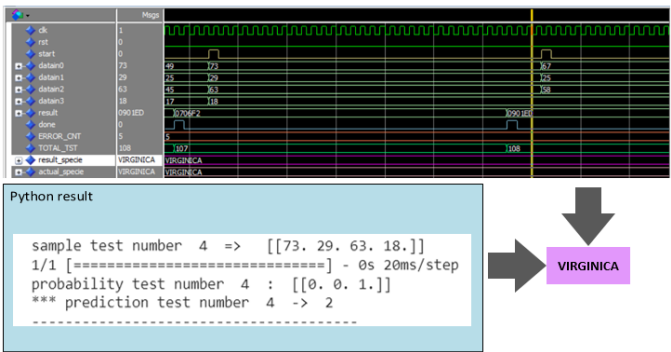 Msgs
clk 1
rst 0
start 0
datain0 73 49 73 67
datain1 29 25 29 25
datain2 63 45 63 58
datain3 18 17 18
result 0901ED 0706F2 0901ED
done 0
ERROR_CNT 5 5
TOTAL_TST 108 107 108
result_specie VIRGINICA VIRGINICA
actual_specie VIRGINICA VIRGINICA
Python result
sample test number 4 => [[73. 29. 63. 18.]]
1/1 [==============================] - 0s 20ms/step
probability test number 4 : [[0. 0. 1.]]
*** prediction test number 4 -> 2
---------------------------------------
VIRGINICA